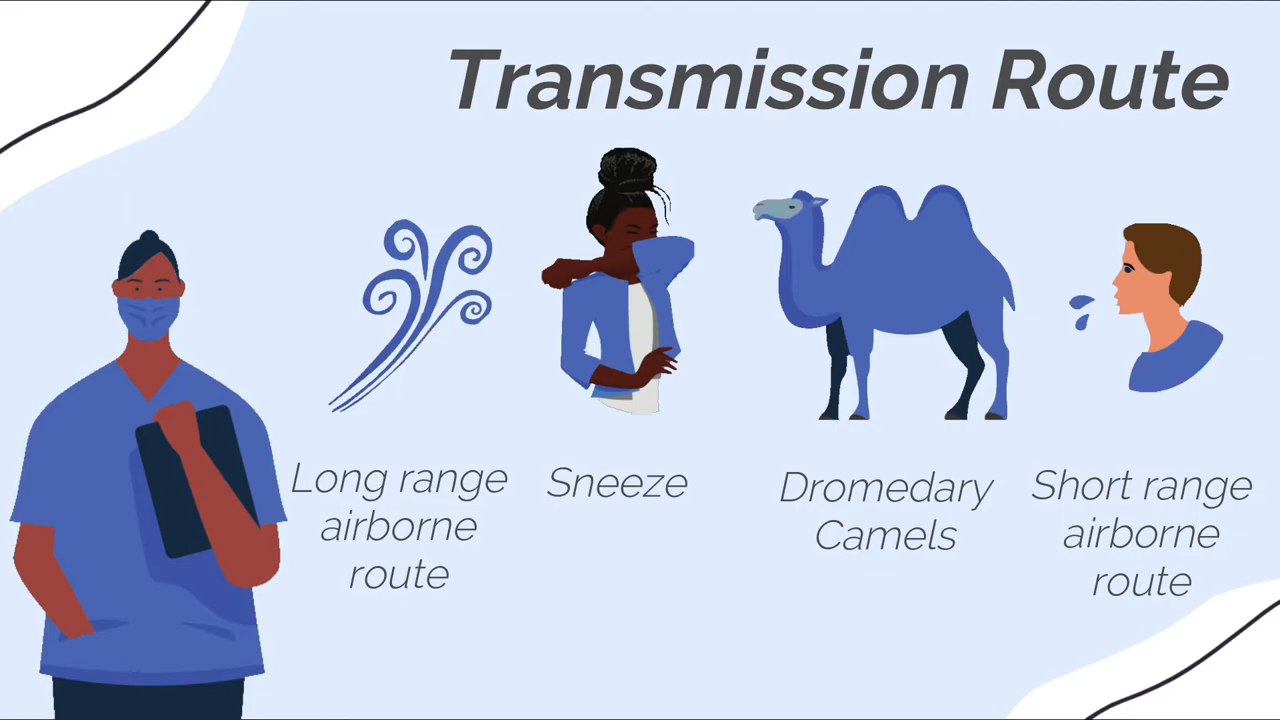 Transmission Route
Long range
airborne
route
Sneeze
Dromedary
Camels
Short range
airborne
route